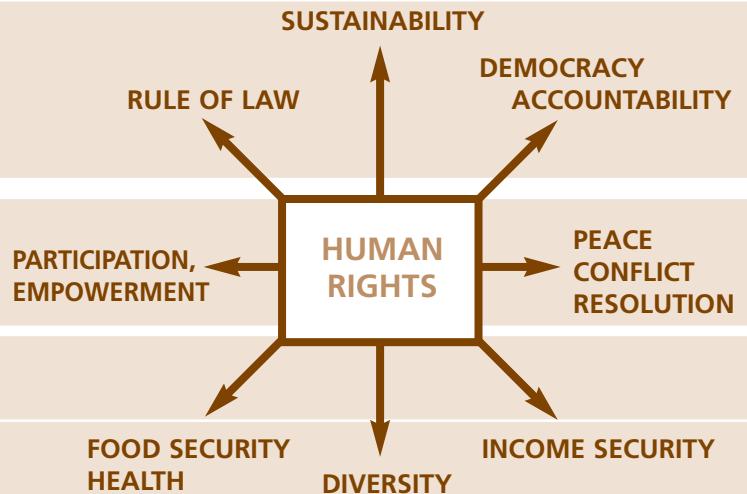 SUSTAINABILITY
DEMOCRACY
ACCOUNTABILITY
RULE OF LAW
HUMAN
RIGHTS
PARTICIPATION,
EMPOWERMENT
PEACE
CONFLICT
RESOLUTION
FOOD SECURITY
HEALTH
DIVERSITY
INCOME SECURITY